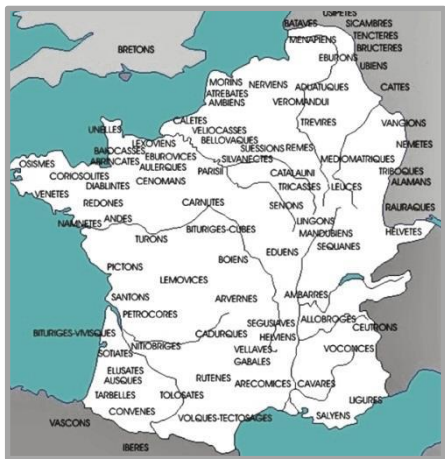 USIPETES
BATAVES SICAMBRES
MENAPIENS TENCTERES
BRUCTERES
BRETONS EBURONS UBIENS
MORINS NERVIENS ADUATUQUES CATTES
ATREBATES
AMBIENS VEROMANDUI
CALETES TREVIRES VANGIONS
UNELLES VELIOCASSES
LEXOVIENS BELLOVAQUES
BAIOCASSES EBUROVICES SUESSIONS REMES NEMETES
OSISMES ABRINCATES AULERQUES SILVANECTES MEDIOMATRIQUES
CORIOSOLITES PARISII CATALAUNI TRIBOQUES
DIABLINTES CENOMANS TRICASSES LEUCES ALAMANS
VENETES
REDONES CARNUTES SENONS RAURAQUES
NAMNETES ANDES LINGONS
TURONS BITURIGES-CUBES MANDUBIENS HELVETES
EDUENS SEQUANES
PICTONS BOIENS
LEMOVICES
SANTONS ARVERNES AMBARRES
PETROCORES ALLOBROGES
BITURIGES-VIVISQUES CADURQUES SEGUSIAVES CEUTRONS
NITIOBRIGES HELVIENS
SOTIATES VELLAVES VOCONCES
GABALES
ELUSATES RUTENES ARECOMICES CAVARES
AUSQUES
TARBELLES TOLOSATES LIGURES
CONVENES VOLQUES-TECTOSAGES SALYENS
VASCONS
IBERES